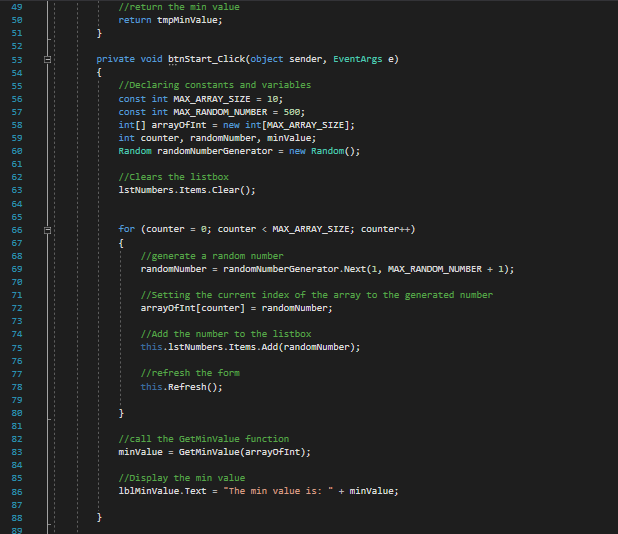 49 //return the min value
50 return tmpMinValue;
51 }
52
53 private void btnStart_Click(object sender, EventArgs e)
54 {
55 //Declaring constants and variables
56 const int MAX_ARRAY_SIZE = 10;
57 const int MAX_RANDOM_NUMBER = 500;
58 int[] arrayOfInt = new int[MAX_ARRAY_SIZE];
59 int counter, randomNumber, minValue;
60 Random randomNumberGenerator = new Random();
61
62 //Clears the listbox
63 lstNumbers.Items.Clear();
64
65
66 for (counter = 0; counter < MAX_ARRAY_SIZE; counter++)
67 {
68 //generate a random number
69 randomNumber = randomNumberGenerator.Next(1, MAX_RANDOM_NUMBER + 1);
70
71 //Setting the current index of the array to the generated number
72 arrayOfInt[counter] = randomNumber;
73
74 //Add the number to the listbox
75 this.lstNumbers.Items.Add(randomNumber);
76
77 //refresh the form
78 this.Refresh();
79
80 }
81
82 //call the GetMinValue function
83 minValue = GetMinValue(arrayOfInt);
84
85 //Display the min value
86 lblMinValue.Text = "The min value is: " + minValue;
87
88 }
89